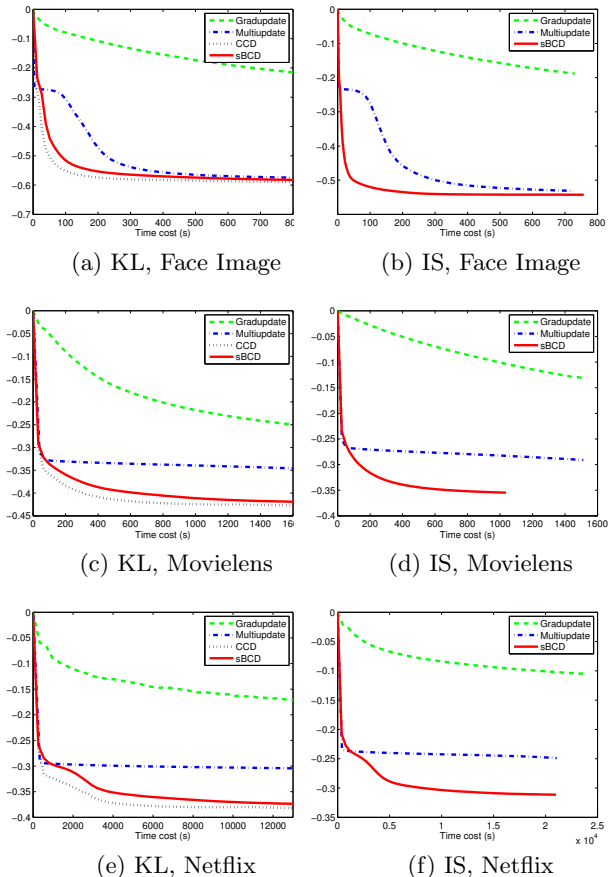 0
−0.1
−0.2
−0.3
−0.4
−0.5
−0.6
−0.7
0 100 200 300 400 500 600 700 800
Time cost (s)
Gradupdate
Multiupdate
CCD
sBCD
(a) KL, Face Image
0
−0.1
−0.2
−0.3
−0.4
−0.5
0 100 200 300 400 500 600 700 800
Time cost (s)
Gradupdate
Multiupdate
sBCD
(b) IS, Face Image
0
−0.05
−0.1
−0.15
−0.2
−0.25
−0.3
−0.35
−0.4
−0.45
0 200 400 600 800 1000 1200 1400 1600
Time cost (s)
Gradupdate
Multiupdate
CCD
sBCD
(c) KL, Movielens
0
−0.05
−0.1
−0.15
−0.2
−0.25
−0.3
−0.35
−0.4
0 200 400 600 800 1000 1200 1400 1600
Time cost (s)
Gradupdate
Multiupdate
sBCD
(d) IS, Movielens
0
−0.05
−0.1
−0.15
−0.2
−0.25
−0.3
−0.35
−0.4
0 2000 4000 6000 8000 10000 12000
Time cost (s)
Gradupdate
Multiupdate
CCD
sBCD
(e) KL, Netflix
0
−0.05
−0.1
−0.15
−0.2
−0.25
−0.3
−0.35
0 0.5 1 1.5 2 2.5
Time cost (s)
x 10⁴
Gradupdate
Multiupdate
sBCD
(f) IS, Netflix